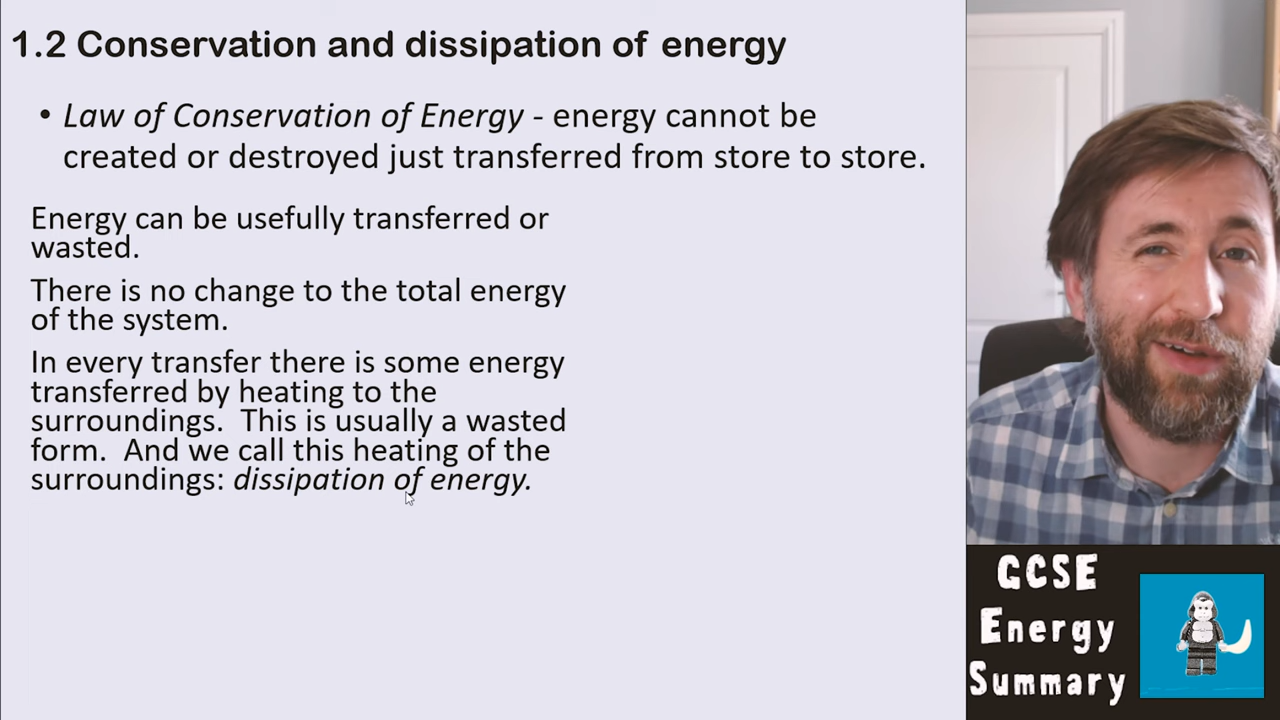 1.2 Conservation and dissipation of energy
• Law of Conservation of Energy - energy cannot be
created or destroyed just transferred from store to store.
Energy can be usefully transferred or
wasted.
There is no change to the total energy
of the system.
In every transfer there is some energy
transferred by heating to the
surroundings.  This is usually a wasted
form.  And we call this heating of the
surroundings: dissipation of energy.
GCSE
Energy
Summary